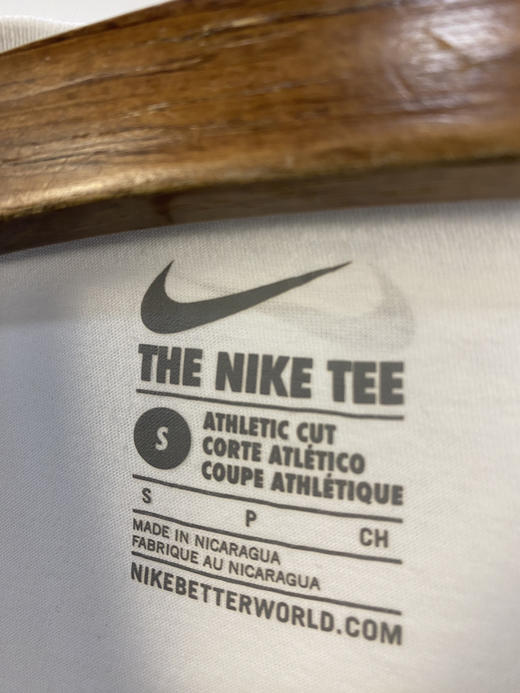 THE NIKE TEE
S
ATHLETIC CUT
CORTE ATLÉTICO
COUPE ATHLÉTIQUE
S P CH
MADE IN NICARAGUA
FABRIQUE AU NICARAGUA
NIKEBETTERWORLD.COM